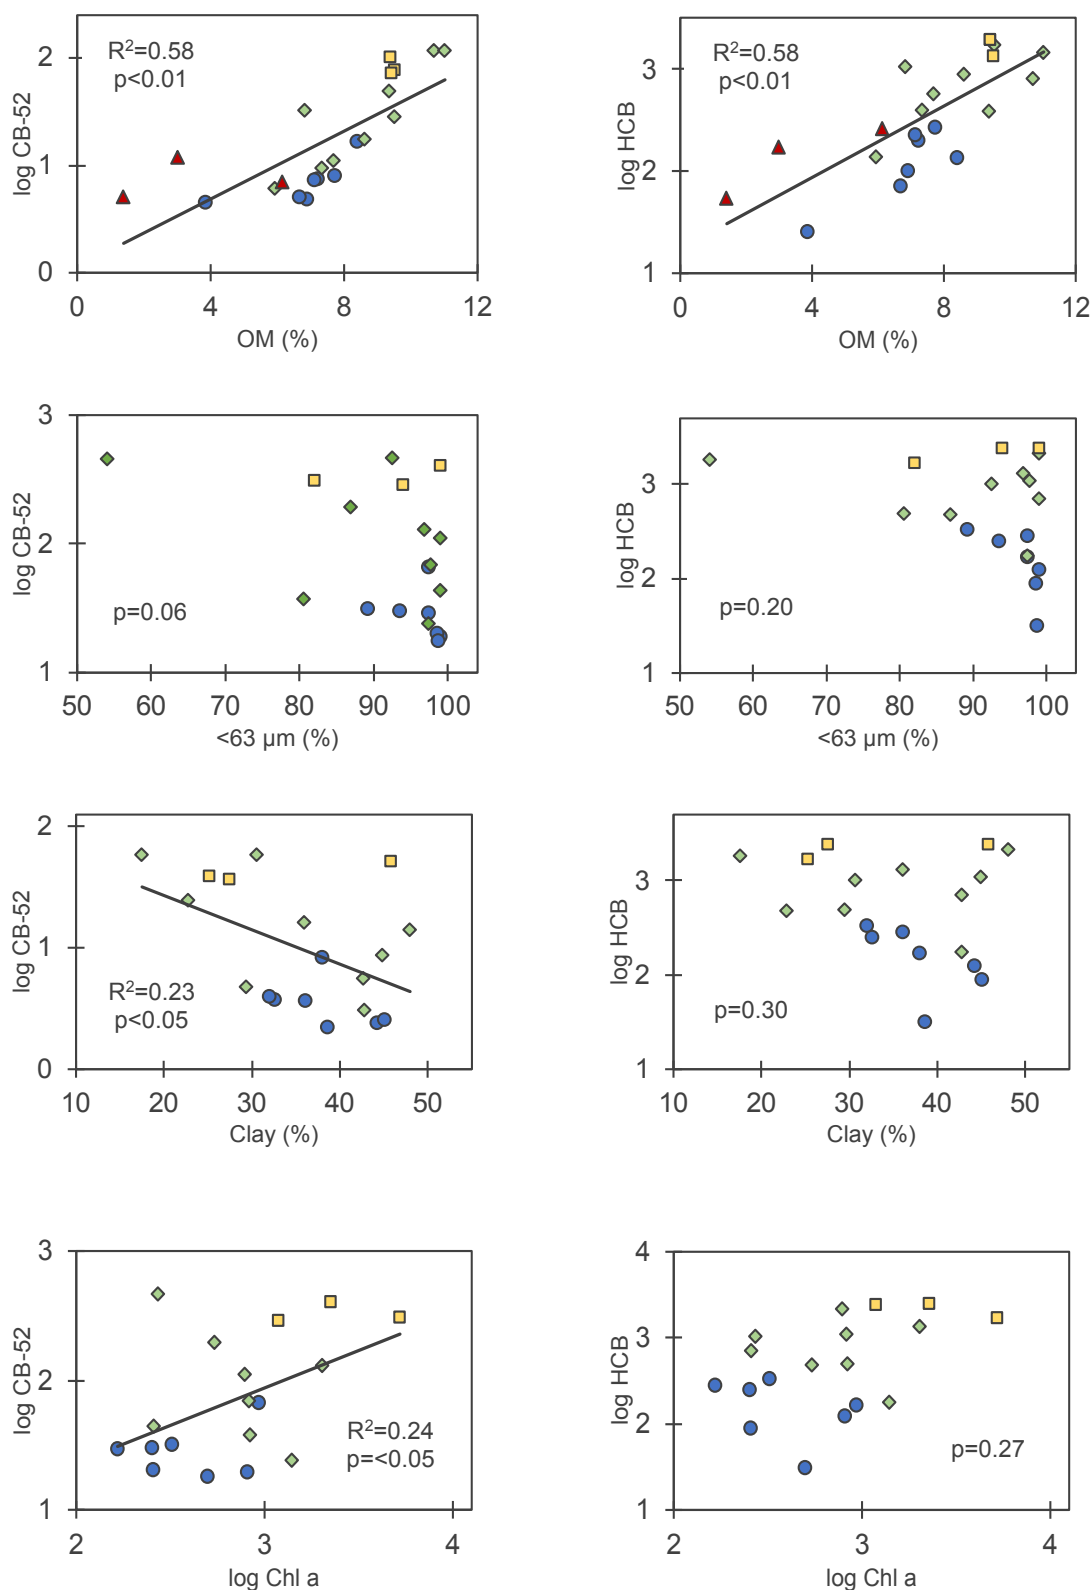 R²=0.58
p<0.01
log CB-52
2
1
0
0 4 8 12
OM (%)
R²=0.58
p<0.01
log HCB
3
2
1
0 4 8 12
OM (%)
log CB-52
3
2
1
p=0.06
50 60 70 80 90 100
<63 µm (%)
log HCB
3
2
1
p=0.20
50 60 70 80 90 100
<63 µm (%)
log CB-52
2
1
0
R²=0.23
p<0.05
10 20 30 40 50
Clay (%)
log HCB
3
2
1
p=0.30
10 20 30 40 50
Clay (%)
log CB-52
3
2
1
R²=0.24
p=<0.05
2 3 4
log Chl a
log HCB
4
3
2
1
p=0.27
2 3 4
log Chl a